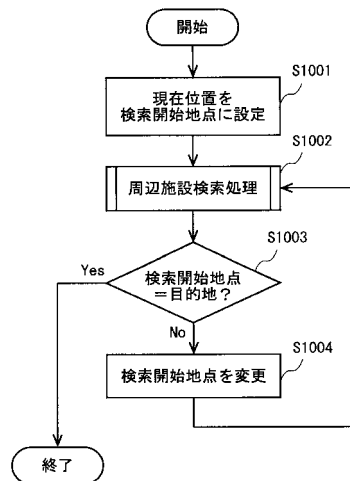 開始
S1001
現在位置を
検索開始地点に設定
S1002
周辺施設検索処理
S1003
Yes
検索開始地点
＝目的地？
No
S1004
検索開始地点を変更
終了